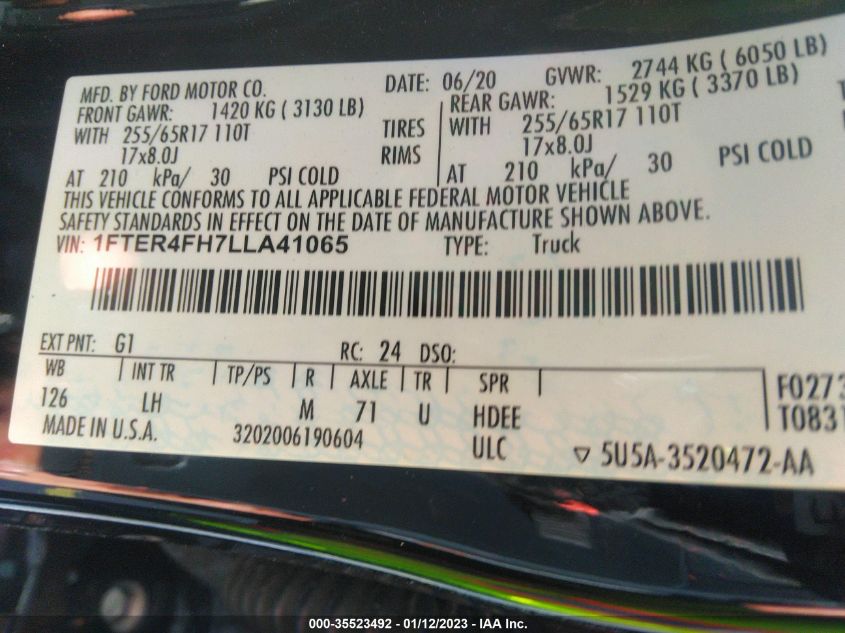 MFD. BY FORD MOTOR CO. DATE: 06/20 GVWR: 2744 KG ( 6050 LB)
FRONT GAWR: 1420 KG ( 3130 LB) REAR GAWR: 1529 KG ( 3370 LB)
WITH 255/65R17 110T TIRES WITH 255/65R17 110T
17x8.0J RIMS 17x8.0J
AT 210 kPa/ 30 PSI COLD AT 210 kPa/ 30 PSI COLD
THIS VEHICLE CONFORMS TO ALL APPLICABLE FEDERAL MOTOR VEHICLE
SAFETY STANDARDS IN EFFECT ON THE DATE OF MANUFACTURE SHOWN ABOVE.
VIN: 1FTER4FH7LLA41065 TYPE: Truck
EXT PNT: G1 RC: 24 DSO:
WB INT TR TP/PS R AXLE TR SPR
126 LH M 71 U HDEE
F0273
T0831
MADE IN U.S.A. 3202006190604 ULC ▽ 5U5A-3520472-AA
000-35523492 - 01/12/2023 - IAA Inc.